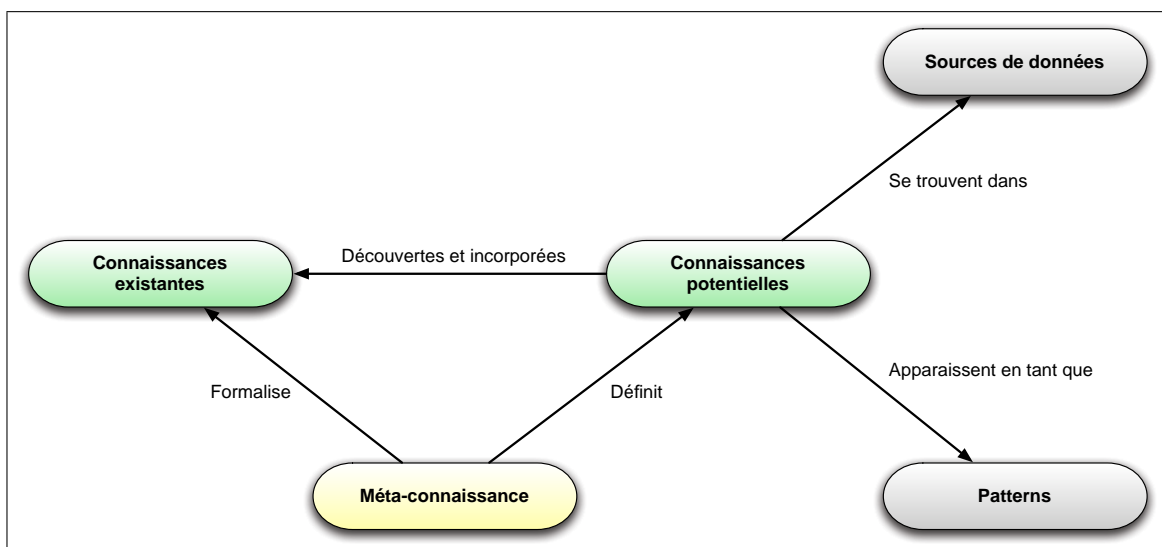 Sources de données
Se trouvent dans
Découvertes et incorporées
Connaissances
existantes
Connaissances
potentielles
Formalise
Définit
Apparaissent en tant que
Méta-connaissance
Patterns